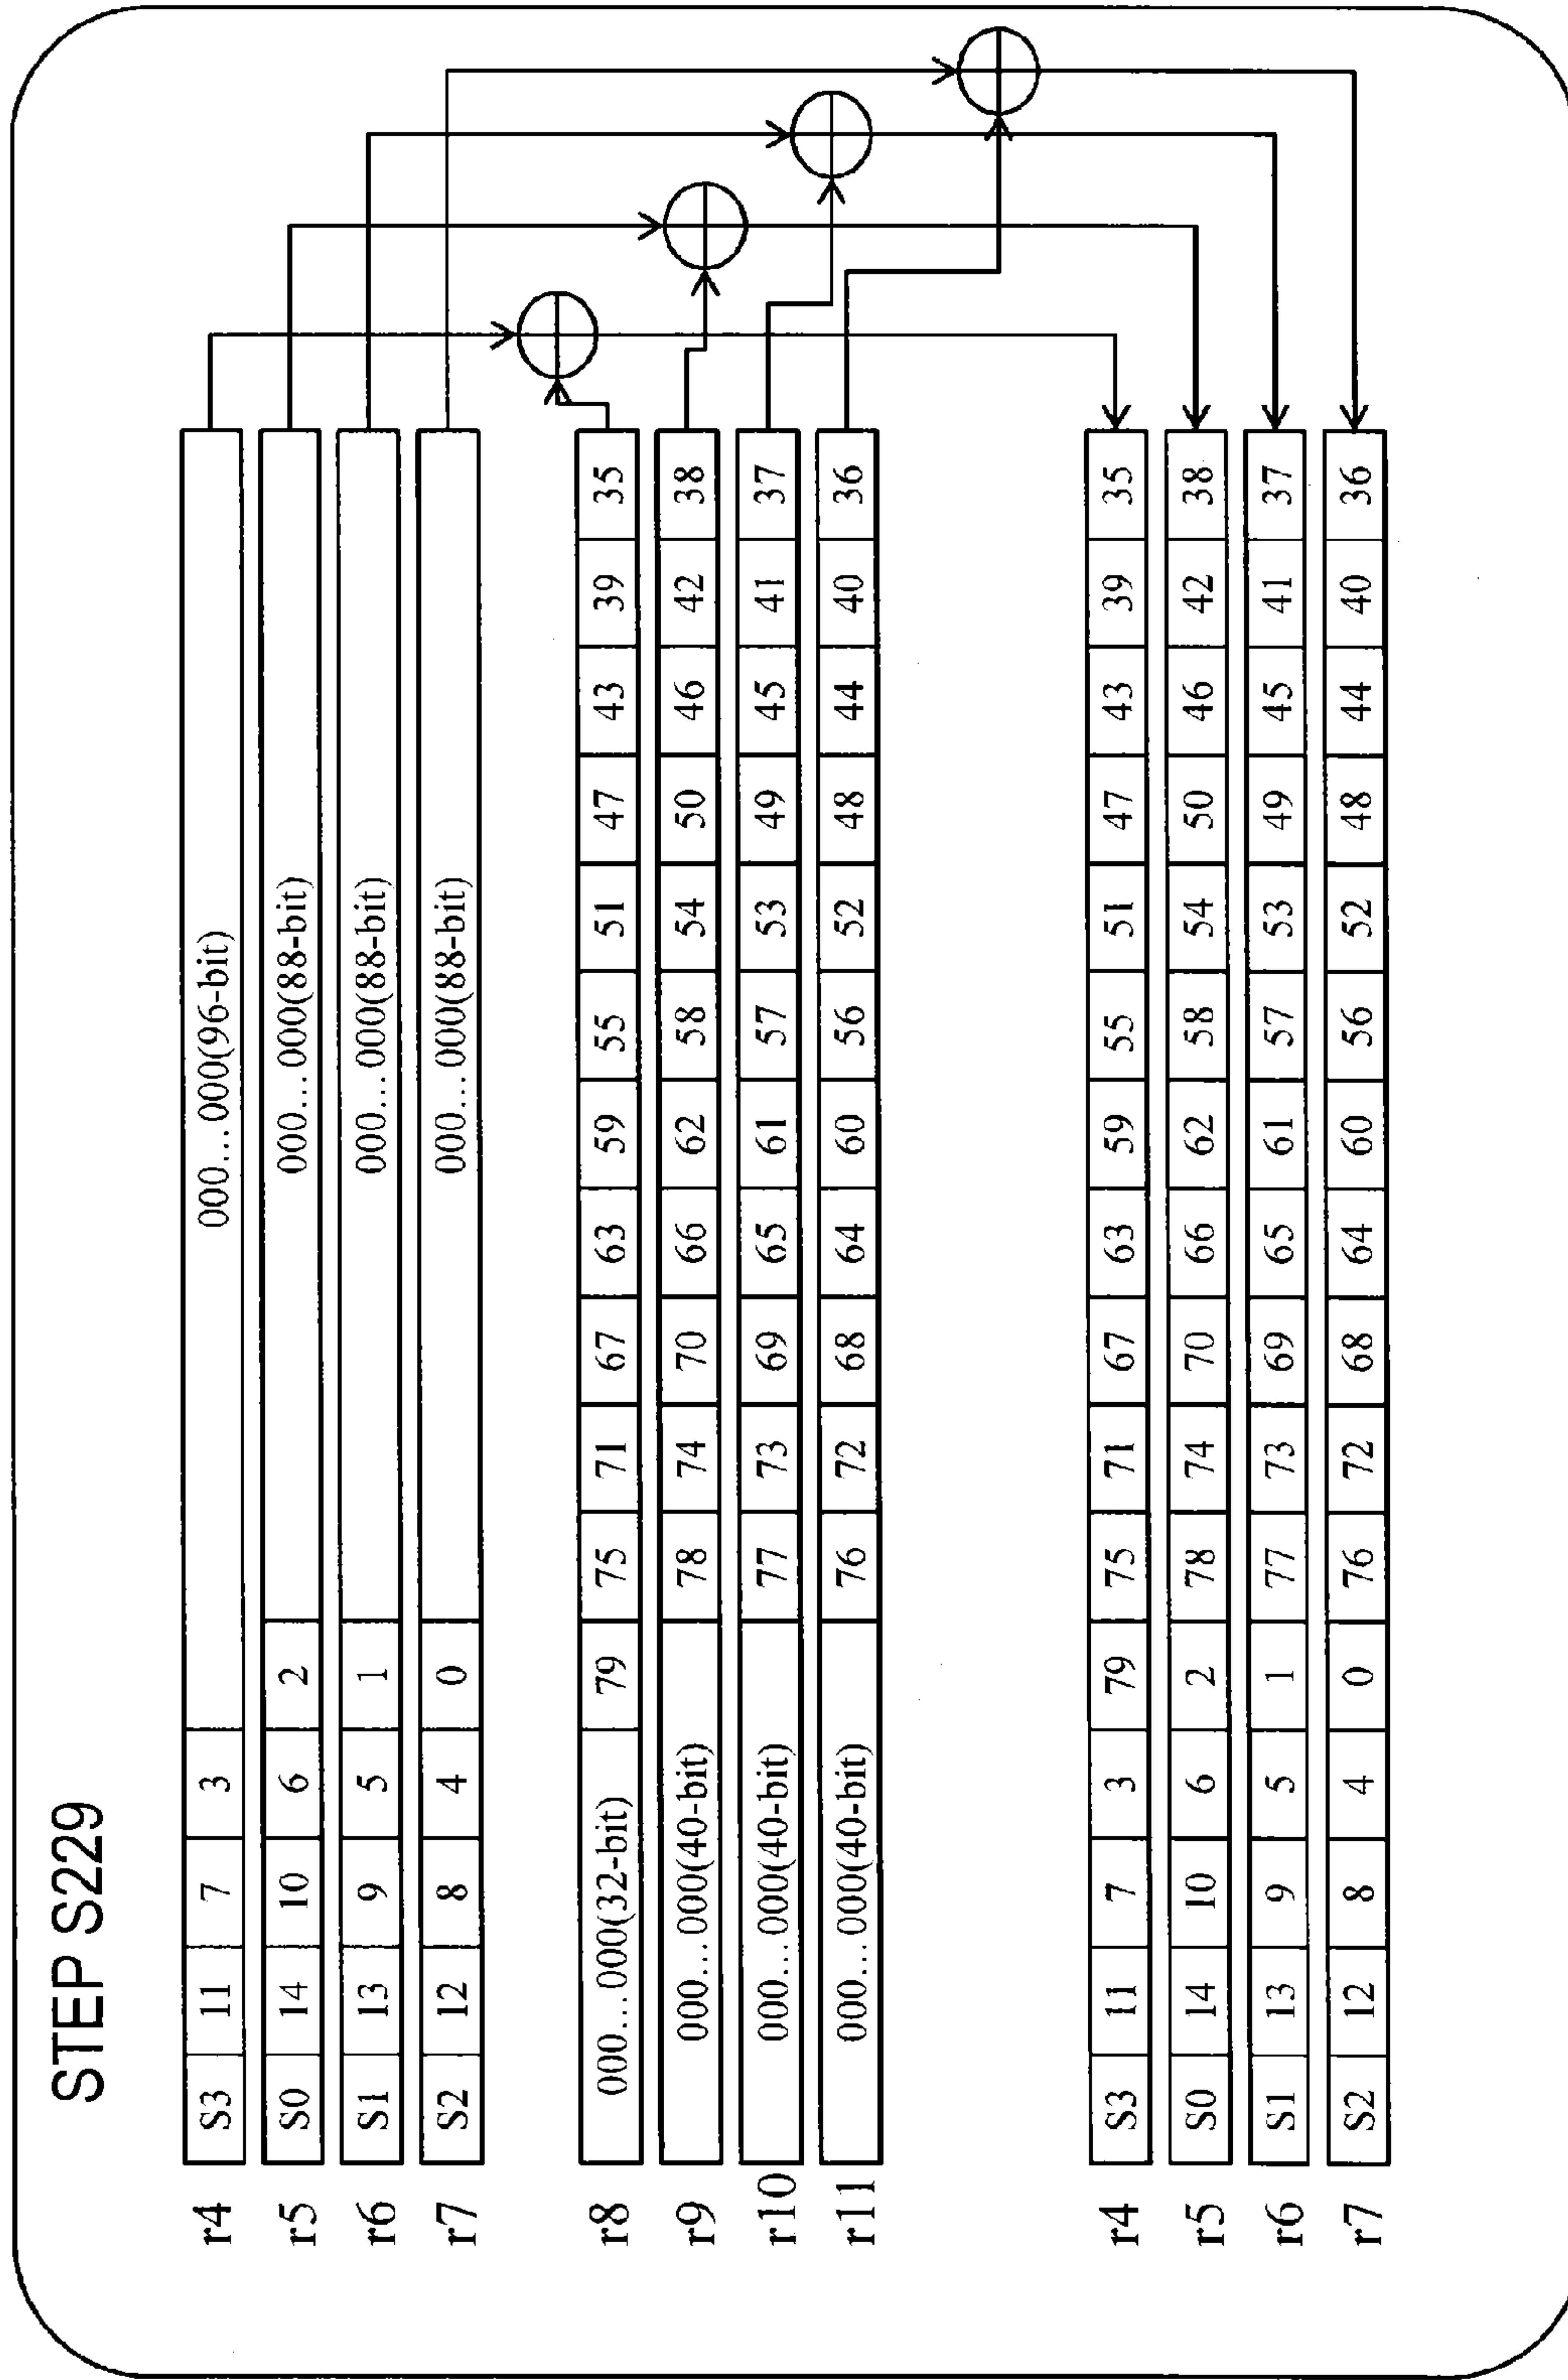 STEP S229
r4 S3 11 7 3 000...000(96-bit)
r5 S0 14 10 6 2 000...000(88-bit)
r6 S1 13 9 5 1 000...000(88-bit)
r7 S2 12 8 4 0 000...000(88-bit)
r8 000...000(32-bit) 79 75 71 67 63 59 55 51 47 43 39 35
r9 000...000(40-bit) 78 74 70 66 62 58 54 50 46 42 38
r10 000...000(40-bit) 77 73 69 65 61 57 53 49 45 41 37
r11 000...000(40-bit) 76 72 68 64 60 56 52 48 44 40 36
r4 S3 11 7 3 79 75 71 67 63 59 55 51 47 43 39 35
r5 S0 14 10 6 2 78 74 70 66 62 58 54 50 46 42 38
r6 S1 13 9 5 1 77 73 69 65 61 57 53 49 45 41 37
r7 S2 12 8 4 0 76 72 68 64 60 56 52 48 44 40 36